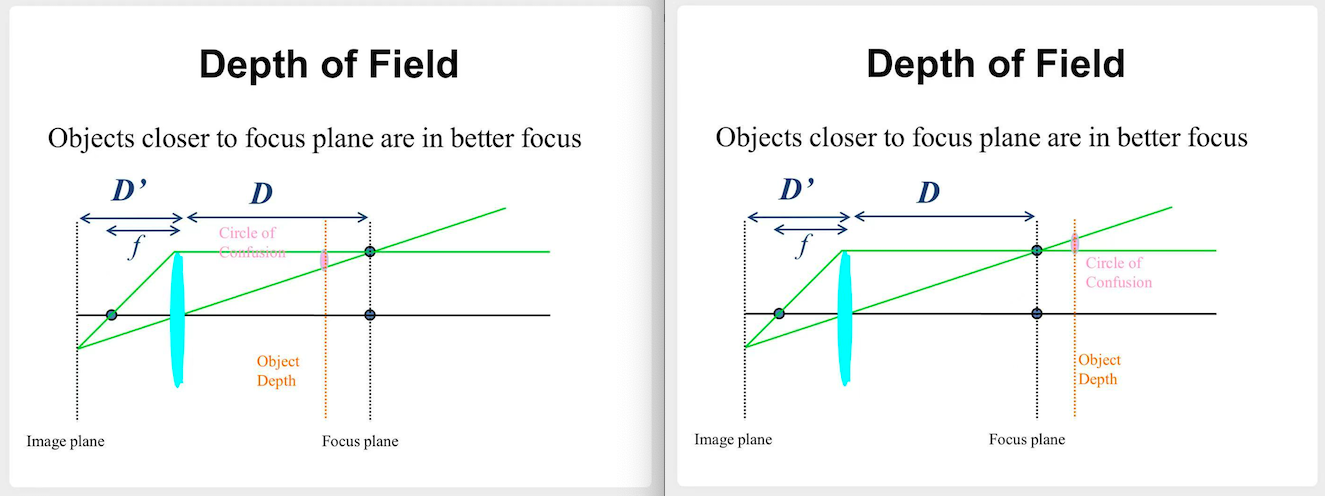 Depth of Field
Objects closer to focus plane are in better focus
D’
D
f
Circle of
Confusion
Object
Depth
Image plane
Focus plane
Depth of Field
Objects closer to focus plane are in better focus
D’
D
f
Circle of
Confusion
Object
Depth
Image plane
Focus plane